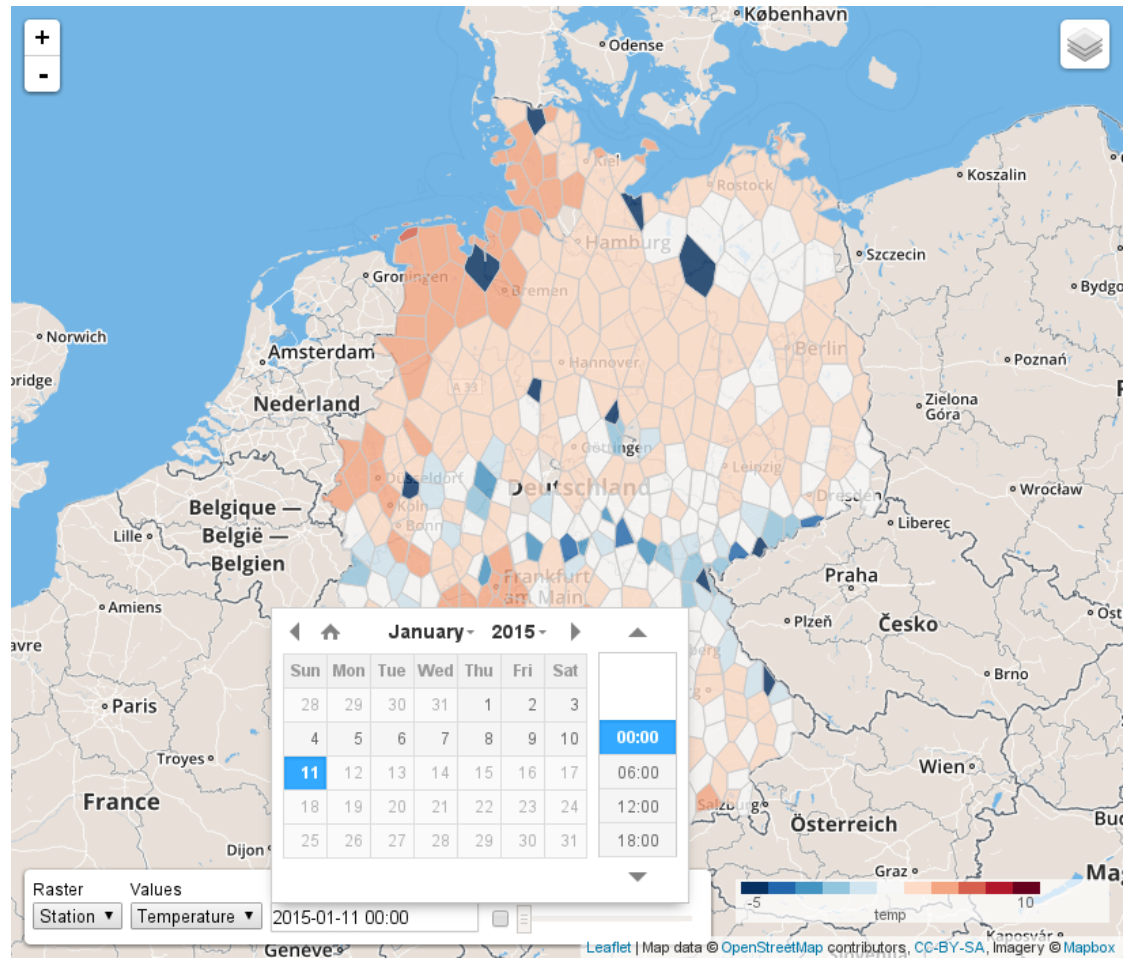 +
-
København
Odense
Kiel
Koszalin
Rostock
Hamburg
Szczecin
Groningen
Bremen
Norwich
Berlin
Amsterdam
Hannover
Poznań
A 33
Nederland
Zielona
Góra
Göttingen
Leipzig
Düsseldorf
Deutschland
Dresden
Wrocław
Belgique —
België —
Belgien
Köln
Bonn
Lille
Liberec
Frankfurt
am Main
Praha
Amiens
Plzeň
Česko
January 2015
Brno
Sun Mon Tue Wed Thu Fri Sat
28 29 30 31 1 2 3
Paris
4 5 6 7 8 9 10 00:00
Troyes
11 12 13 14 15 16 17 06:00
Wien
France
18 19 20 21 22 23 24 12:00
Salzburg
Österreich
25 26 27 28 29 30 31 18:00
Dijon
Graz
Raster Values
Station ▼ Temperature ▼ 2015-01-11 00:00
-5 10
temp
Kaposvár
Genève
Leaflet | Map data © OpenStreetMap contributors, CC-BY-SA, Imagery © Mapbox